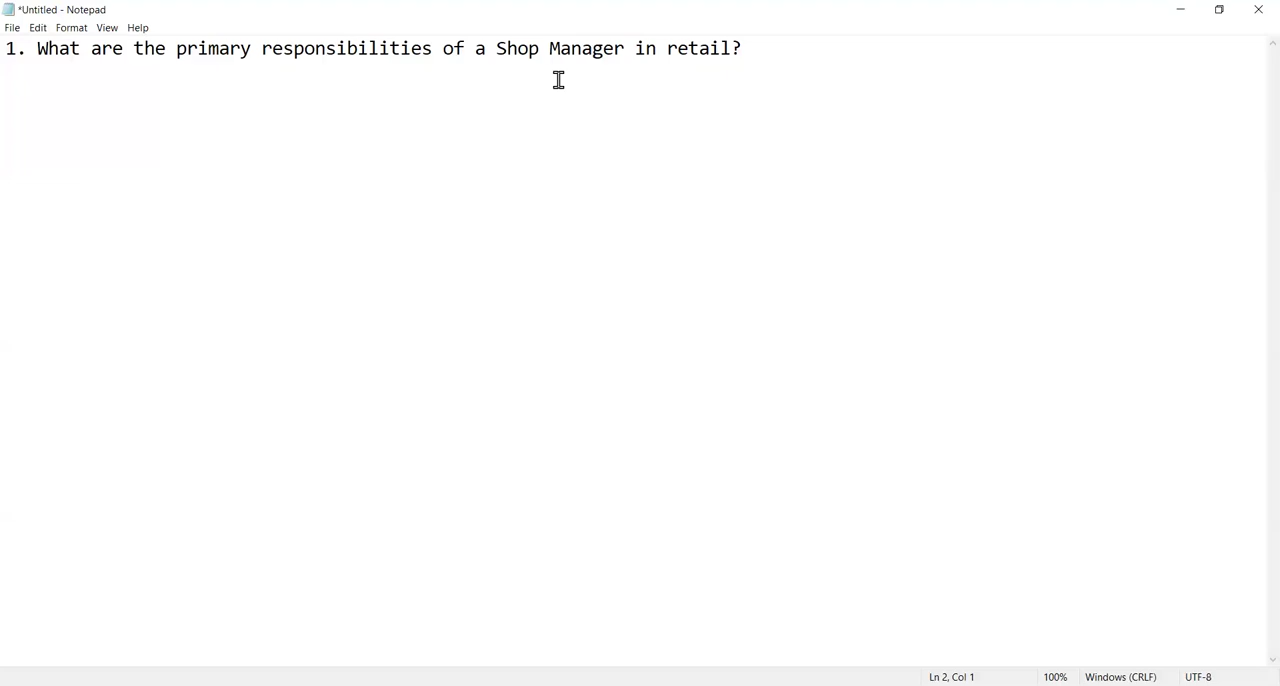 *Untitled - Notepad
File Edit Format View Help
1. What are the primary responsibilities of a Shop Manager in retail?
Ln 2, Col 1 100% Windows (CRLF) UTF-8